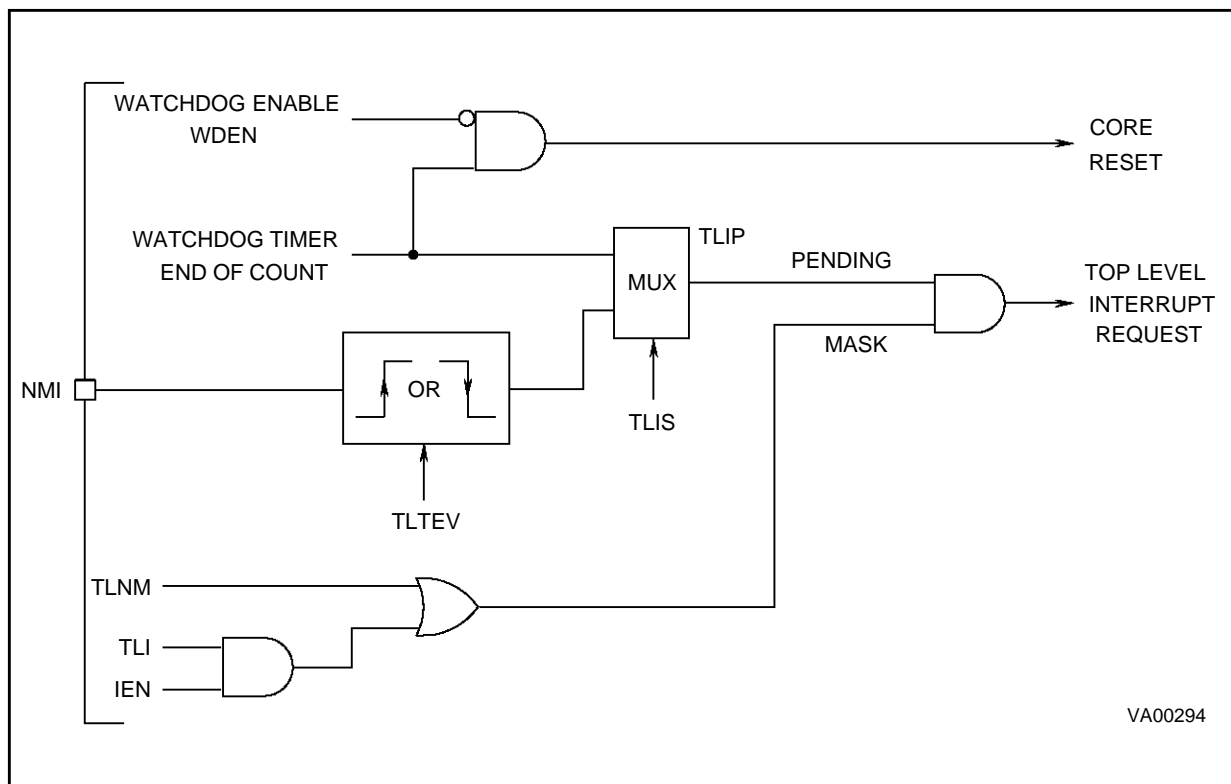 WATCHDOG ENABLE
WDEN
CORE
RESET
WATCHDOG TIMER
END OF COUNT
MUX
TLIP
PENDING
TOP LEVEL
INTERRUPT
REQUEST
MASK
NMI
OR
TLIS
TLTEV
TLNM
TLI
IEN
VA00294